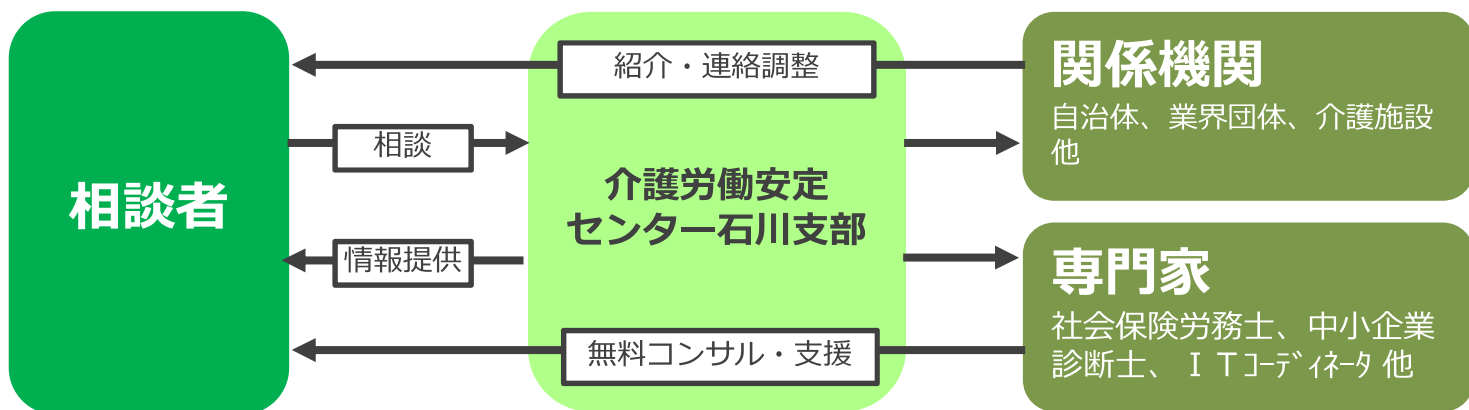 相談者
紹介・連絡調整
相談
情報提供
無料コンサル・支援
介護労働安定
センター石川支部
関係機関
自治体、業界団体、介護施設
他
専門家
社会保険労務士、中小企業
診断士、ＩＴｺｰﾃﾞｨﾈｰﾀ 他